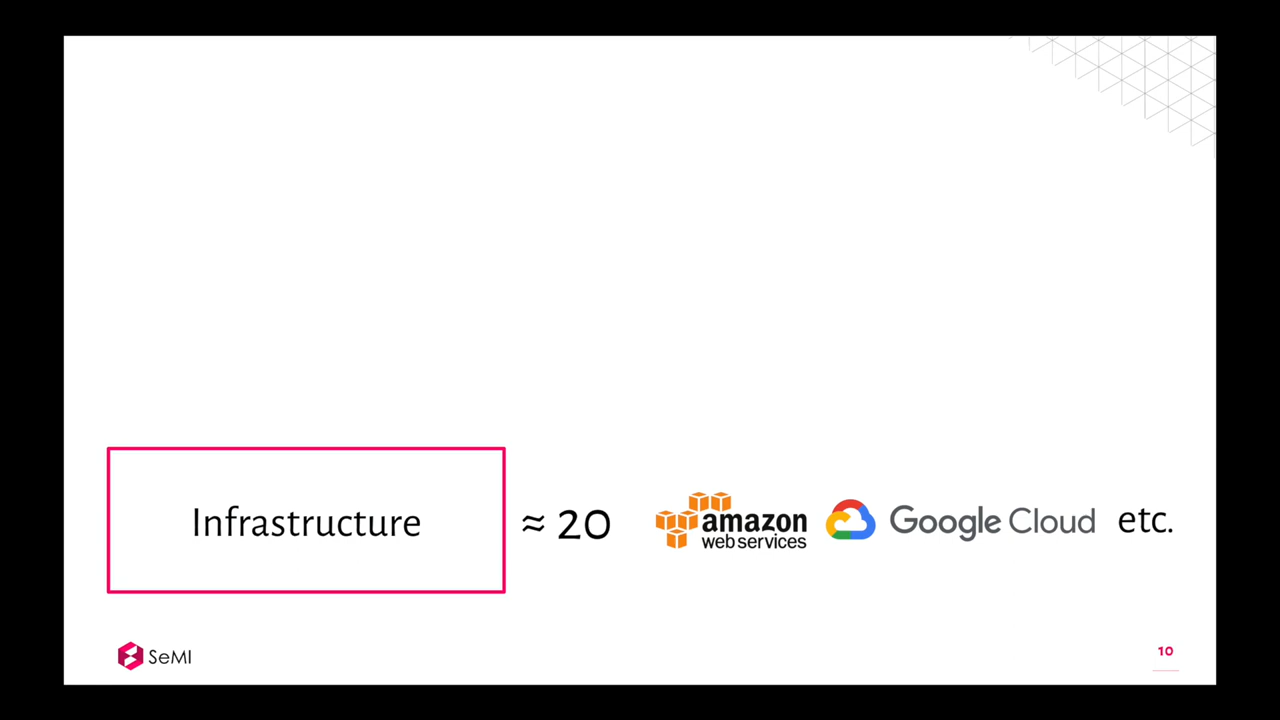 Infrastructure
≈ 20
amazon
web services
Google Cloud
etc.
SeMI
10